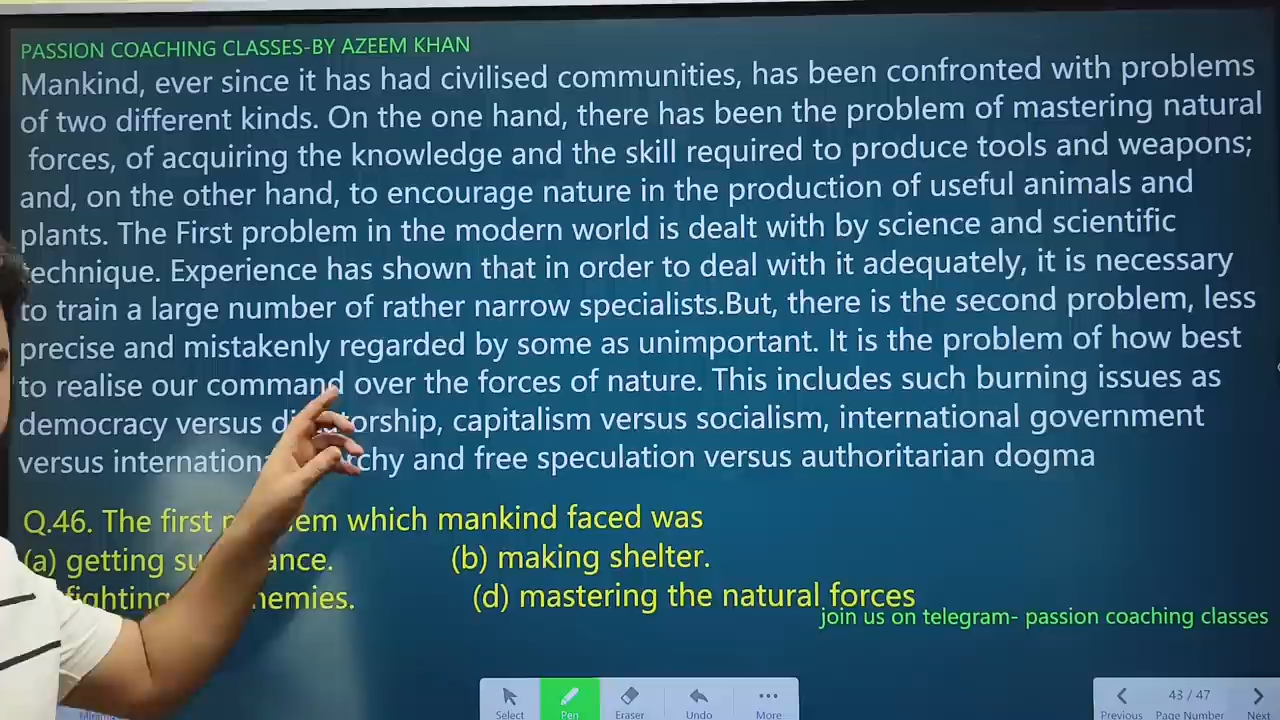 PASSION COACHING CLASSES-BY AZEEM KHAN
Mankind, ever since it has had civilised communities, has been confronted with problems
of two different kinds. On the one hand, there has been the problem of mastering natural
forces, of acquiring the knowledge and the skill required to produce tools and weapons;
and, on the other hand, to encourage nature in the production of useful animals and
plants. The First problem in the modern world is dealt with by science and scientific
technique. Experience has shown that in order to deal with it adequately, it is necessary
to train a large number of rather narrow specialists.But, there is the second problem, less
precise and mistakenly regarded by some as unimportant. It is the problem of how best
to realise our command over the forces of nature. This includes such burning issues as
democracy versus capitalism versus socialism, international government
versus and free speculation versus authoritarian dogma
Q.46. The first which mankind faced was
(a) getting (b) making shelter.
fighting (d) mastering the natural forces
join us on telegram- passion coaching classes
Select Pen Eraser Undo More
43 / 47
Previous Page Number Next